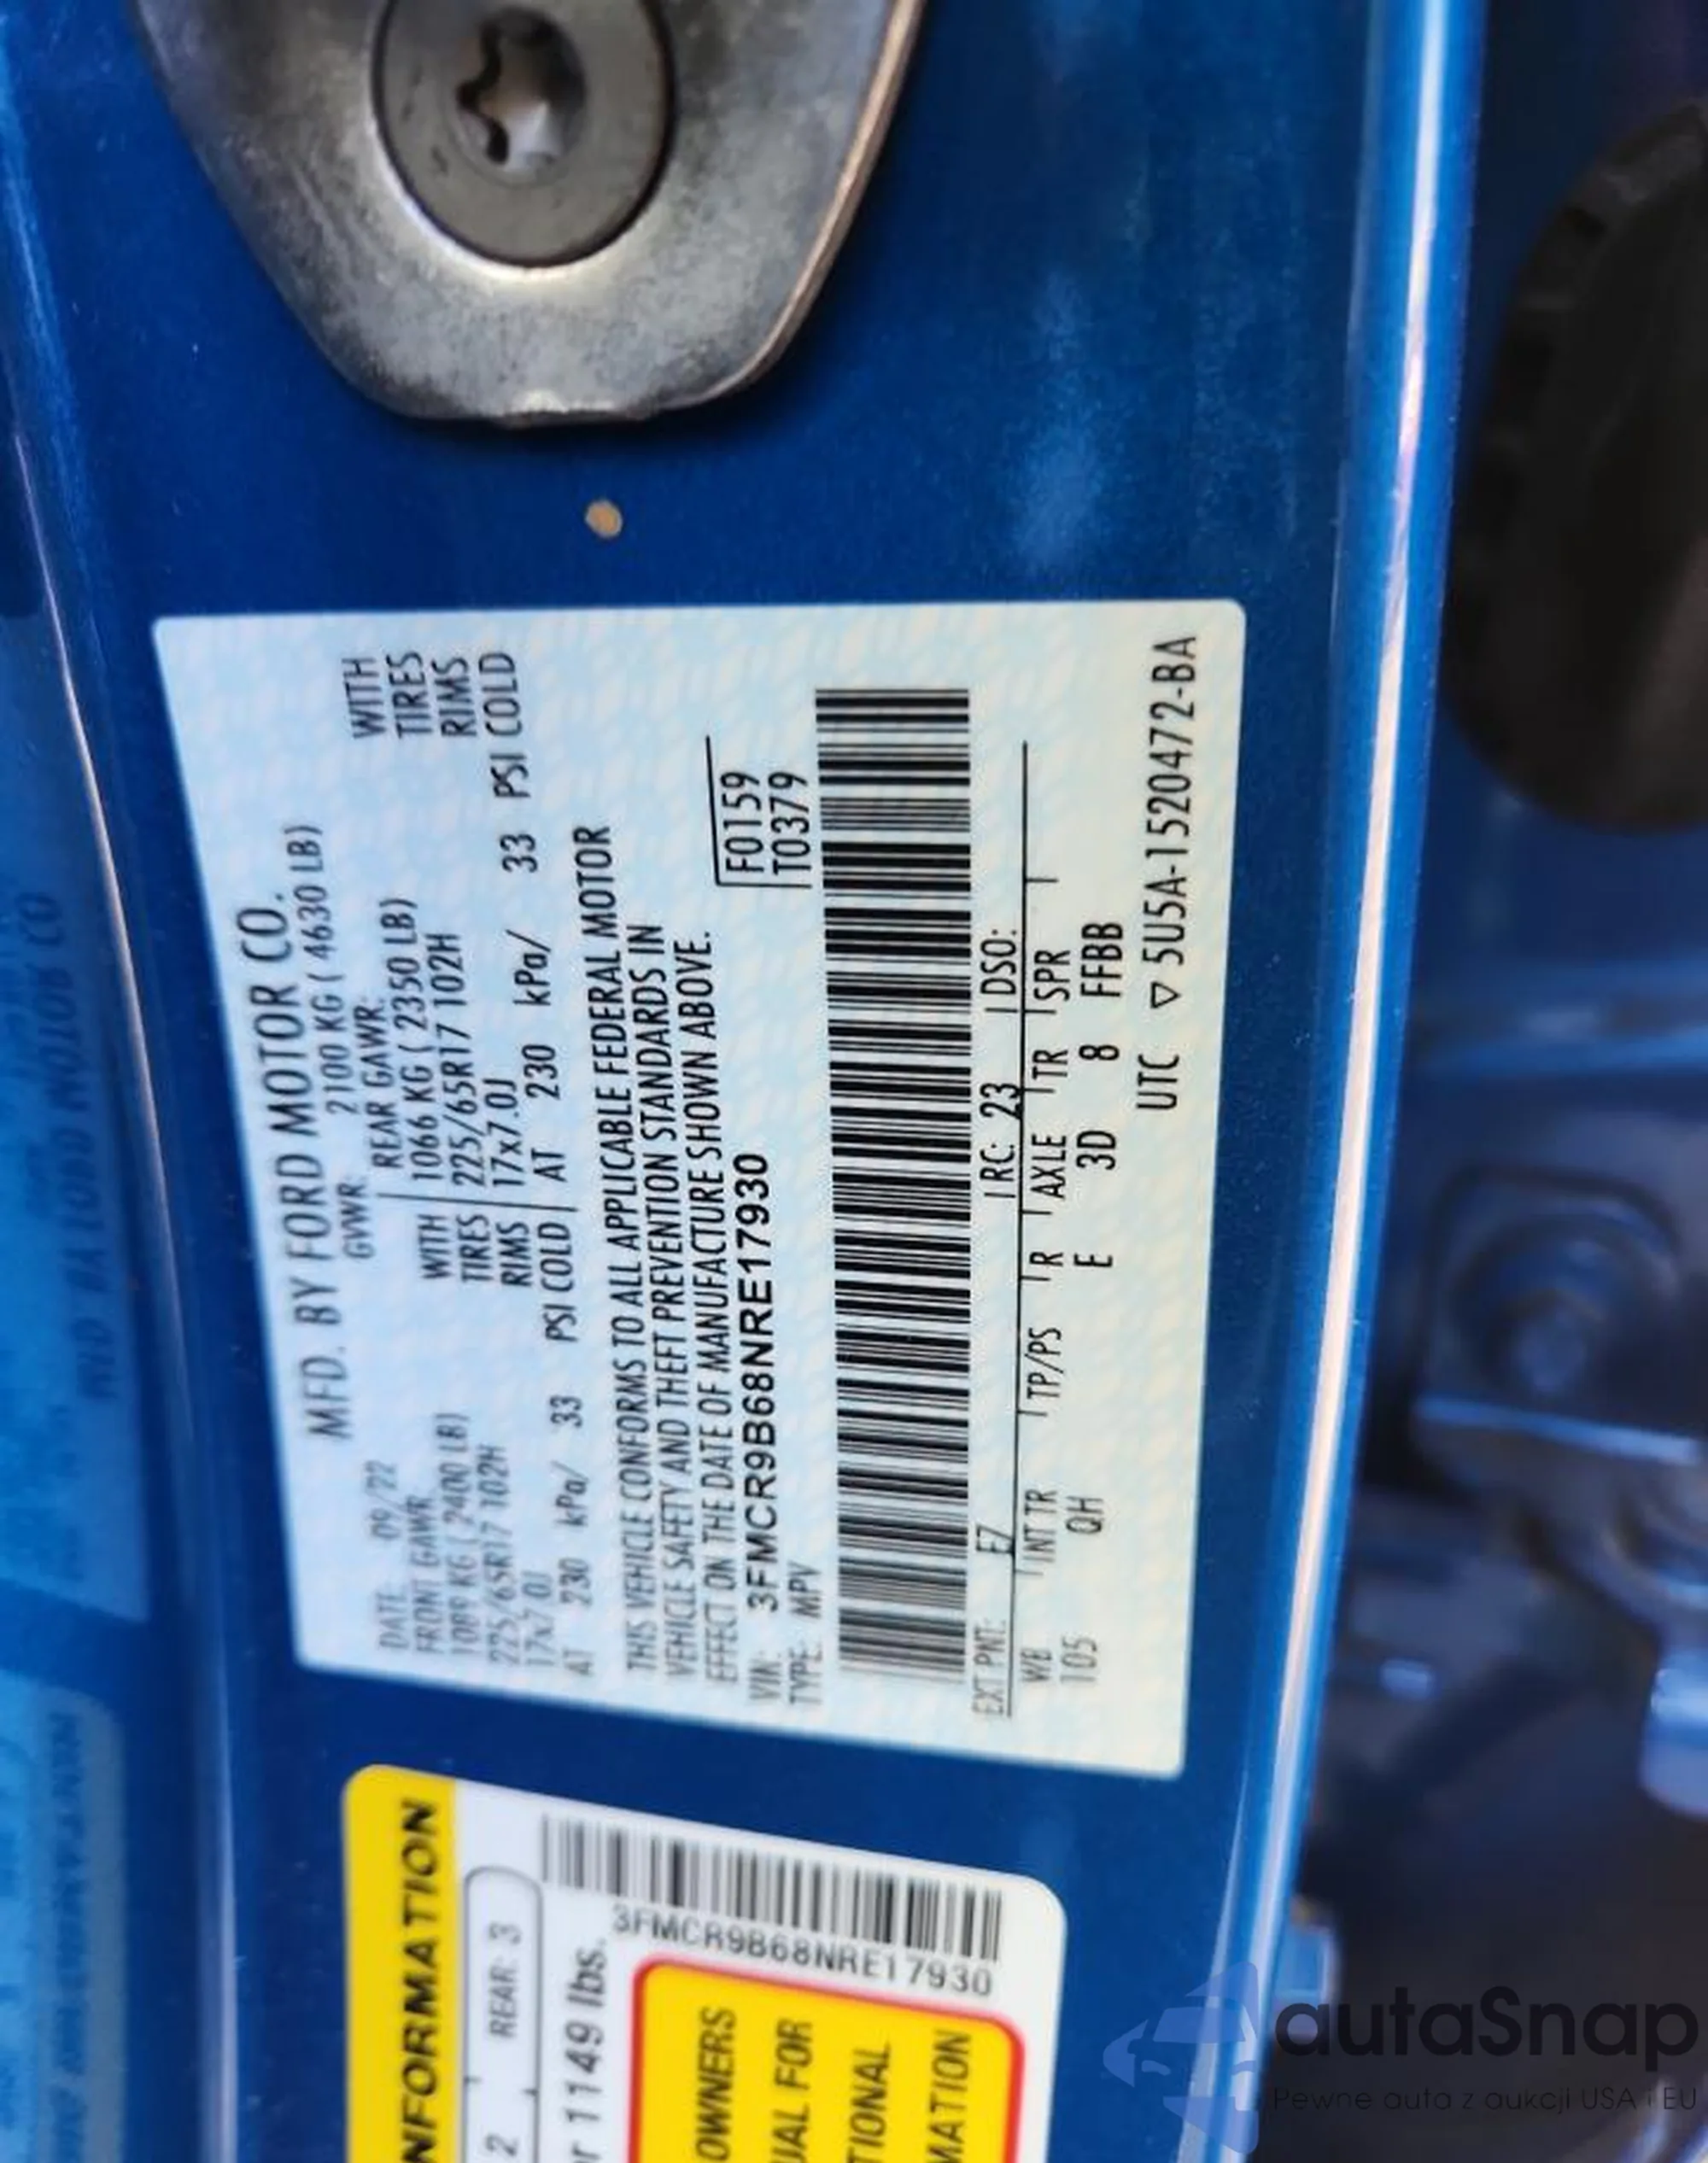 MFD. BY FORD MOTOR CO.
DATE: 09/22 GVWR: 2100 KG ( 4630 LB)
FRONT GAWR: REAR GAWR:
1089 KG ( 2400 LB) WITH 1066 KG ( 2350 LB) WITH
225/65R17 102H TIRES 225/65R17 102H TIRES
17x7.0J RIMS 17x7.0J RIMS
AT 230 kPa/ 33 PSI COLD AT 230 kPa/ 33 PSI COLD
THIS VEHICLE CONFORMS TO ALL APPLICABLE FEDERAL MOTOR
VEHICLE SAFETY AND THEFT PREVENTION STANDARDS IN
EFFECT ON THE DATE OF MANUFACTURE SHOWN ABOVE.
VIN: 3FMCR9B68NRE17930 F0159
TYPE: MPV T0379
EXT PNT: EZ RC: 23 DSO:
WB INT TR TP/PS R AXLE TR SPR
105 QH E 3D 8 FFBB
UTC ▽ 5U5A-1520472-BA
NFORMATION
2 REAR: 3
r 1149 lbs.
3FMCR9B68NRE17930
OWNERS
UAL FOR
TIONAL
MATION
autaSnap
Pewne auta z aukcji USA i EU